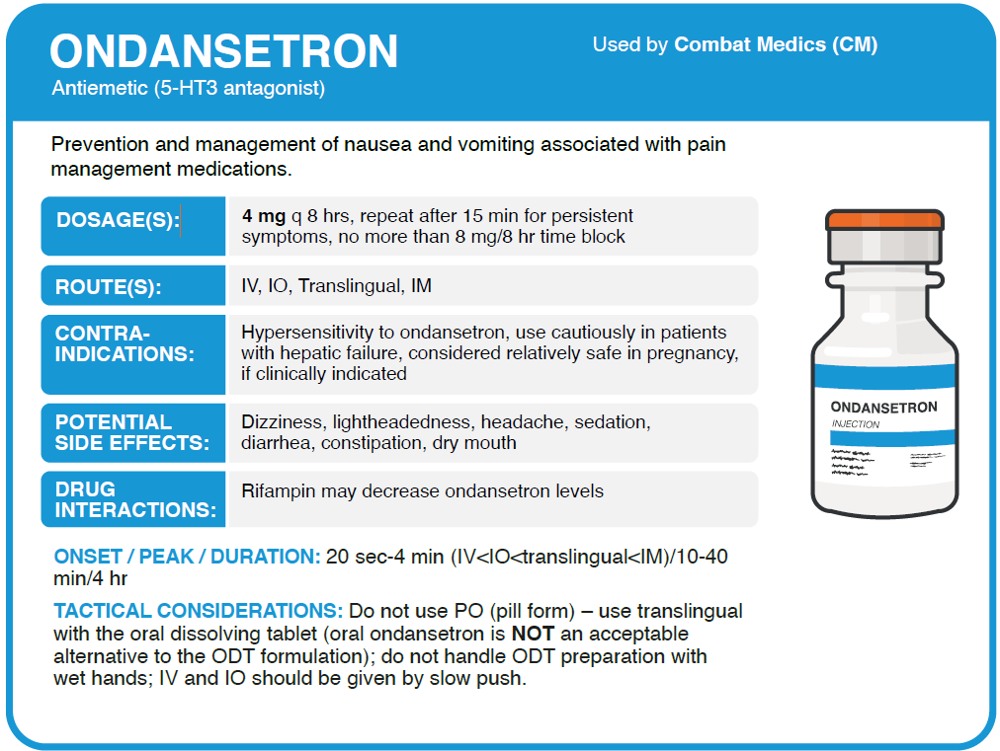 ONDANSETRON
Antiemetic (5-HT3 antagonist)
Used by Combat Medics (CM)
Prevention and management of nausea and vomiting associated with pain
management medications.
DOSAGE(S):
4 mg q 8 hrs, repeat after 15 min for persistent
symptoms, no more than 8 mg/8 hr time block
ROUTE(S):
IV, IO, Translingual, IM
CONTRA-
INDICATIONS:
Hypersensitivity to ondansetron, use cautiously in patients
with hepatic failure, considered relatively safe in pregnancy,
if clinically indicated
POTENTIAL
SIDE EFFECTS:
Dizziness, lightheadedness, headache, sedation,
diarrhea, constipation, dry mouth
DRUG
INTERACTIONS:
Rifampin may decrease ondansetron levels
ONSET / PEAK / DURATION: 20 sec-4 min (IV<IO<translingual<IM)/10-40
min/4 hr
TACTICAL CONSIDERATIONS: Do not use PO (pill form) – use translingual
with the oral dissolving tablet (oral ondansetron is NOT an acceptable
alternative to the ODT formulation); do not handle ODT preparation with
wet hands; IV and IO should be given by slow push.
ONDANSETRON
INJECTION